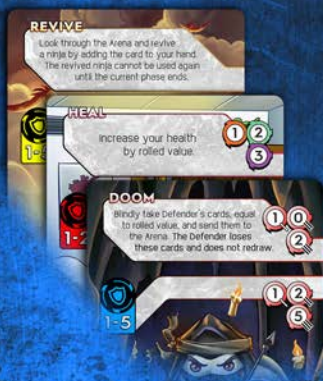 REVIVE
Look through the Arena and revive
a ninja by adding the card to your hand.
The revived ninja cannot be used again
until the current phase ends.
HEAL
Increase your health
by rolled value.
1 2
3
1-2
DOOM
Blindly take Defender's cards, equal
to rolled value, and send them to
the Arena. The Defender loses
these cards and does not redraw.
1 0
2
1 2
5
1-5